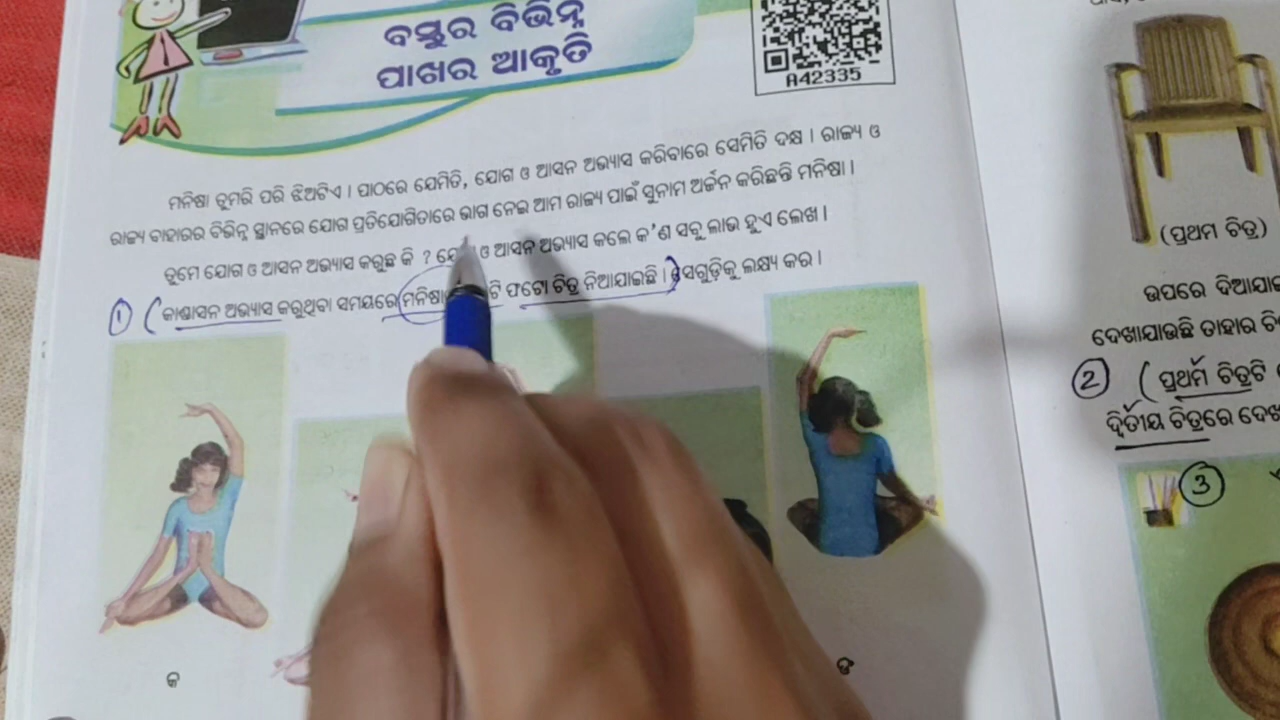 ବସ୍ତୁର ବିଭିନ୍ନ
ପାଖର ଆକୃତି
A42335
ମନିଷା ତୁମରି ପରି ଝିଅଟିଏ । ପାଠରେ ଯେମିତି, ଯୋଗ ଓ ଆସନ ଅଭ୍ୟାସ କରିବାରେ ସେମିତି ଦକ୍ଷ । ରାଜ୍ୟ ଓ
ରାଜ୍ୟ ବାହାରର ବିଭିନ୍ନ ସ୍ଥାନରେ ଯୋଗ ପ୍ରତିଯୋଗିତାରେ ଭାଗ ନେଇ ଆମ ରାଜ୍ୟ ପାଇଁ ସୁନାମ ଅର୍ଜନ କରିଛନ୍ତି ମନିଷା ।
ତୁମେ ଯୋଗ ଓ ଆସନ ଅଭ୍ୟାସ କରୁଛ କି ? ଓ ଆସନ ଅଭ୍ୟାସ କଲେ କ'ଣ ସବୁ ଲାଭ ହୁଏ ଲେଖ ।
① ( କାଣ୍ଡାସନ ଅଭ୍ୟାସ କରୁଥିବା ସମୟରେ ମନିଷା ଟି ଫଟୋ ଚିତ୍ର ନିଆଯାଇଛି । ) ସେଗୁଡ଼ିକୁ ଲକ୍ଷ୍ୟ କର ।
କ
ଙ
(ପ୍ରଥମ ଚିତ୍ର)
ଉପରେ
ଦେଖାଯାଉଛି ତାହାର
② ( ପ୍ରଥମ ଚିତ୍ରଟି
ଦ୍ୱିତୀୟ ଚିତ୍ରରେ
③